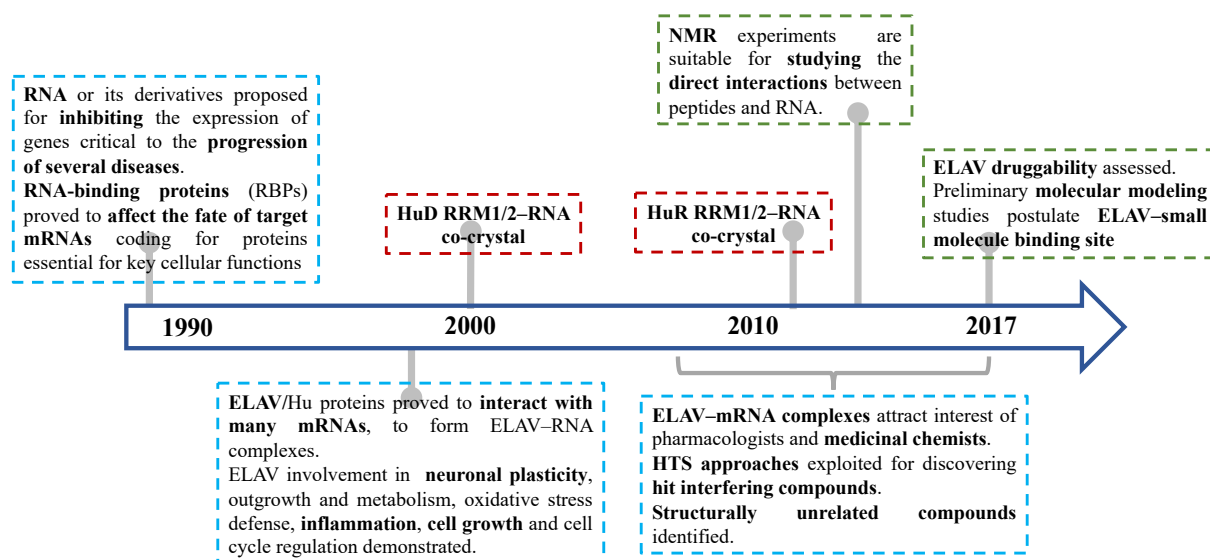 RNA or its derivatives proposed
for inhibiting the expression of
genes critical to the progression
of several diseases.
RNA-binding proteins (RBPs)
proved to affect the fate of target
mRNAs coding for proteins
essential for key cellular functions
HuD RRM1/2–RNA
co-crystal
NMR experiments are
suitable for studying the
direct interactions between
peptides and RNA.
HuR RRM1/2–RNA
co-crystal
ELAV druggability assessed.
Preliminary molecular modeling
studies postulate ELAV–small
molecule binding site
1990
2000
2010
2017
ELAV/Hu proteins proved to interact with
many mRNAs, to form ELAV–RNA
complexes.
ELAV involvement in neuronal plasticity,
outgrowth and metabolism, oxidative stress
defense, inflammation, cell growth and cell
cycle regulation demonstrated.
ELAV–mRNA complexes attract interest of
pharmacologists and medicinal chemists.
HTS approaches exploited for discovering
hit interfering compounds.
Structurally unrelated compounds
identified.